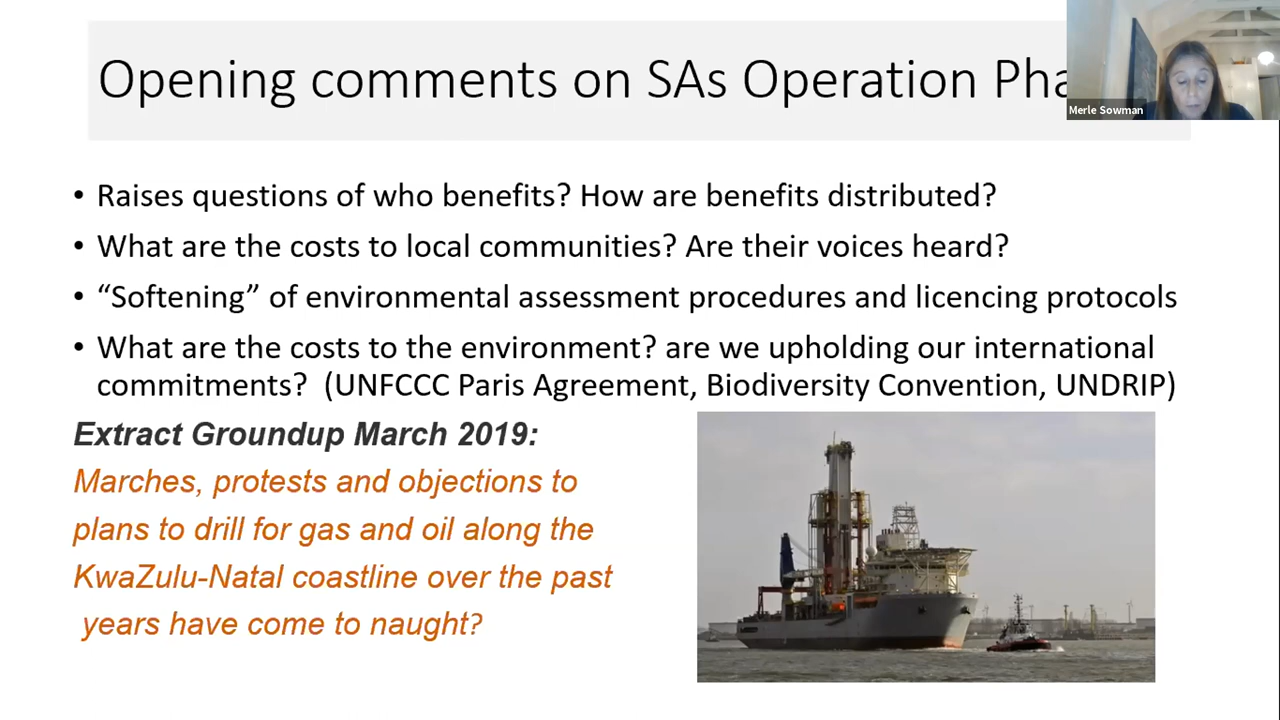 Opening comments on SAs Operation Pha
Merle Sowman
• Raises questions of who benefits? How are benefits distributed?
• What are the costs to local communities? Are their voices heard?
• “Softening” of environmental assessment procedures and licencing protocols
• What are the costs to the environment? are we upholding our international
commitments? (UNFCCC Paris Agreement, Biodiversity Convention, UNDRIP)
Extract Groundup March 2019:
Marches, protests and objections to
plans to drill for gas and oil along the
KwaZulu-Natal coastline over the past
years have come to naught?